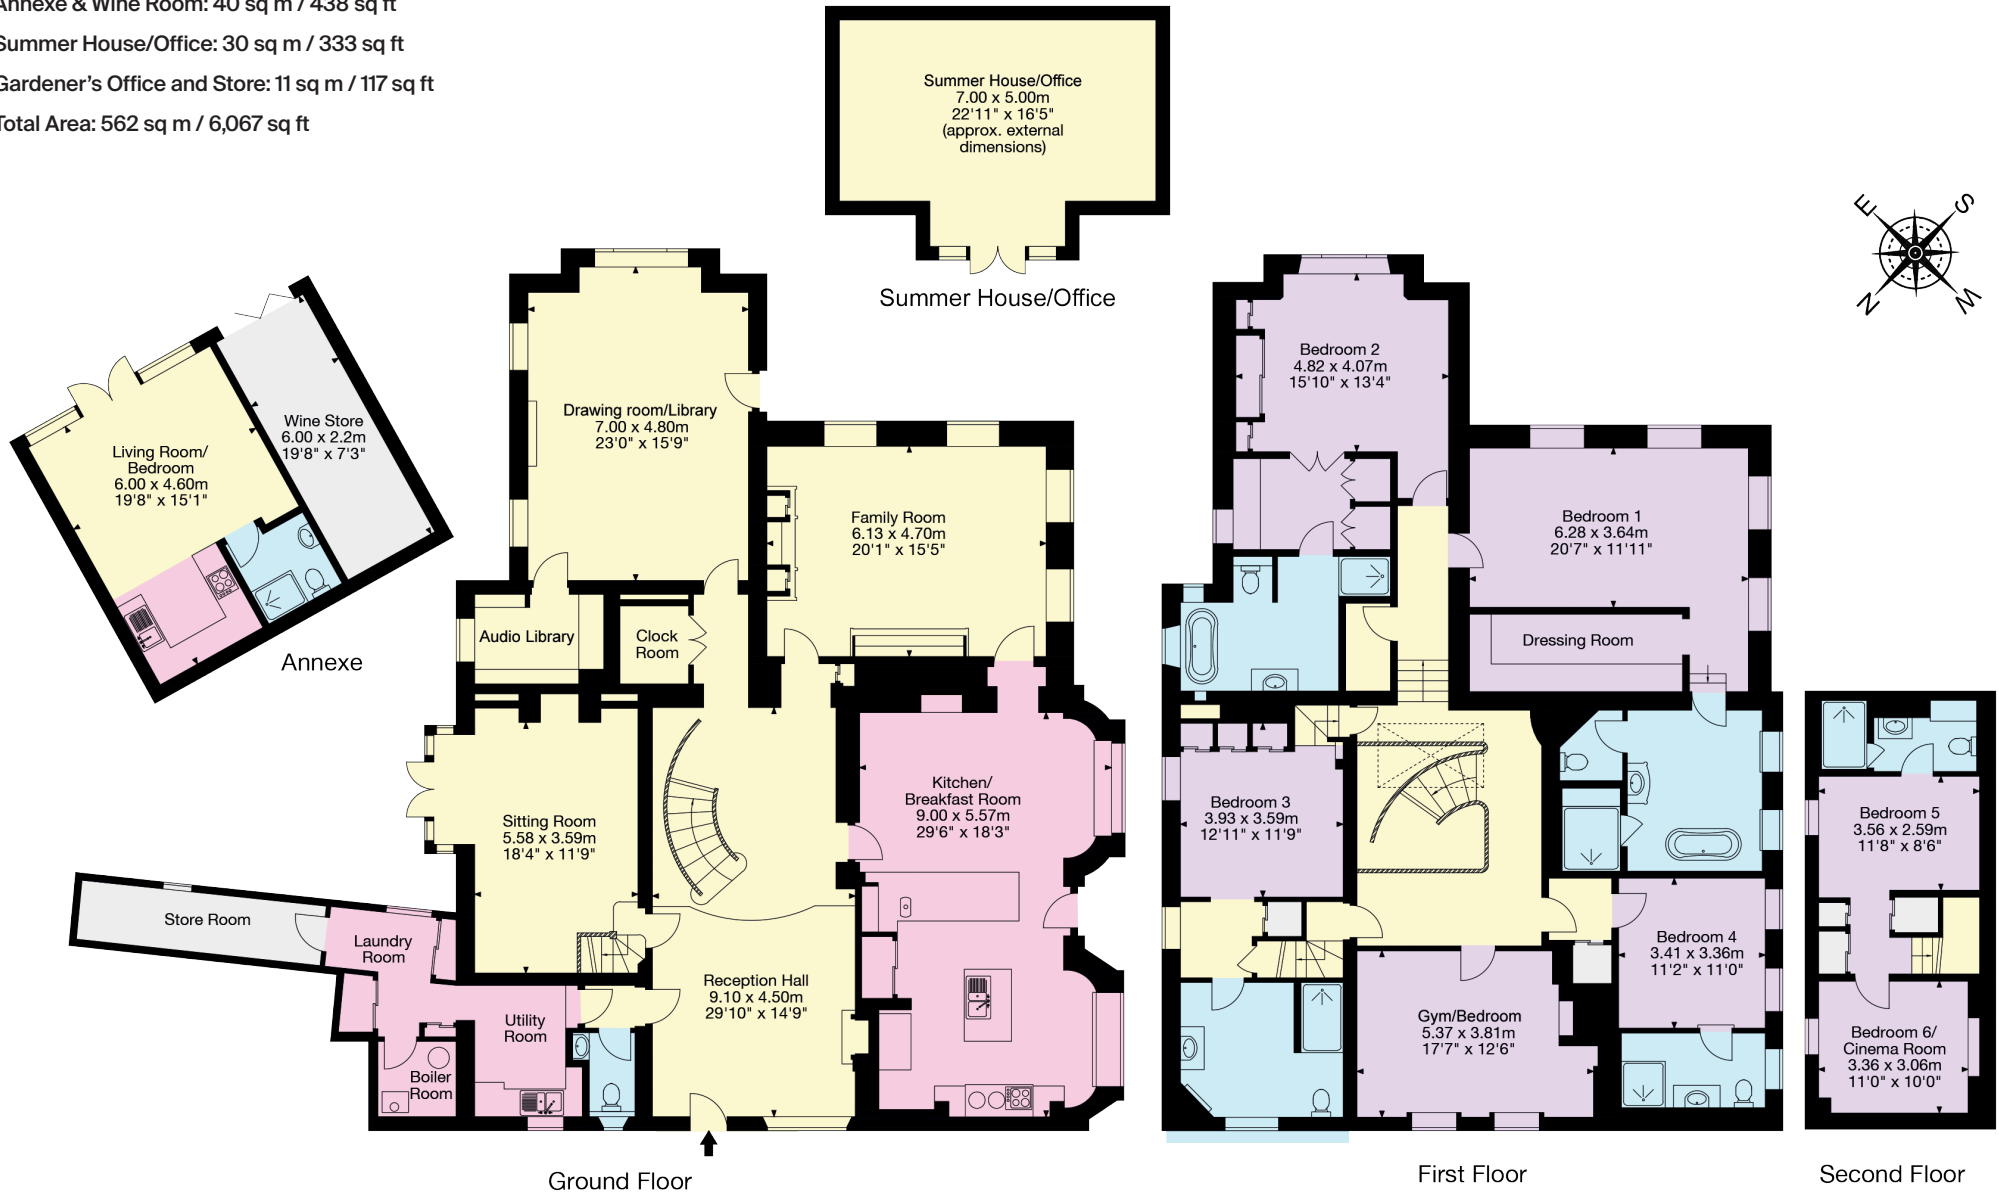 Annexe & Wine Room: 40 sq m / 438 sq ft
Summer House/Office: 30 sq m / 333 sq ft
Gardener's Office and Store: 11 sq m / 117 sq ft
Total Area: 562 sq m / 6,067 sq ft
Summer House/Office
7.00 x 5.00m
22'11" x 16'5"
(approx. external
dimensions)
Summer House/Office
E
S
N
W
Living Room/
Bedroom
6.00 x 4.60m
19'8" x 15'1"
Wine Store
6.00 x 2.2m
19'8" x 7'3"
Annexe
Drawing room/Library
7.00 x 4.80m
23'0" x 15'9"
Family Room
6.13 x 4.70m
20'1" x 15'5"
Audio Library
Clock
Room
Sitting Room
5.58 x 3.59m
18'4" x 11'9"
Kitchen/
Breakfast Room
9.00 x 5.57m
29'6" x 18'3"
Store Room
Laundry
Room
Reception Hall
9.10 x 4.50m
29'10" x 14'9"
Utility
Room
Boiler
Room
Ground Floor
Bedroom 2
4.82 x 4.07m
15'10" x 13'4"
Bedroom 1
6.28 x 3.64m
20'7" x 11'11"
Dressing Room
Bedroom 3
3.93 x 3.59m
12'11" x 11'9"
Bedroom 4
3.41 x 3.36m
11'2" x 11'0"
Gym/Bedroom
5.37 x 3.81m
17'7" x 12'6"
First Floor
Bedroom 5
3.56 x 2.59m
11'8" x 8'6"
Bedroom 6/
Cinema Room
3.36 x 3.06m
11'0" x 10'0"
Second Floor